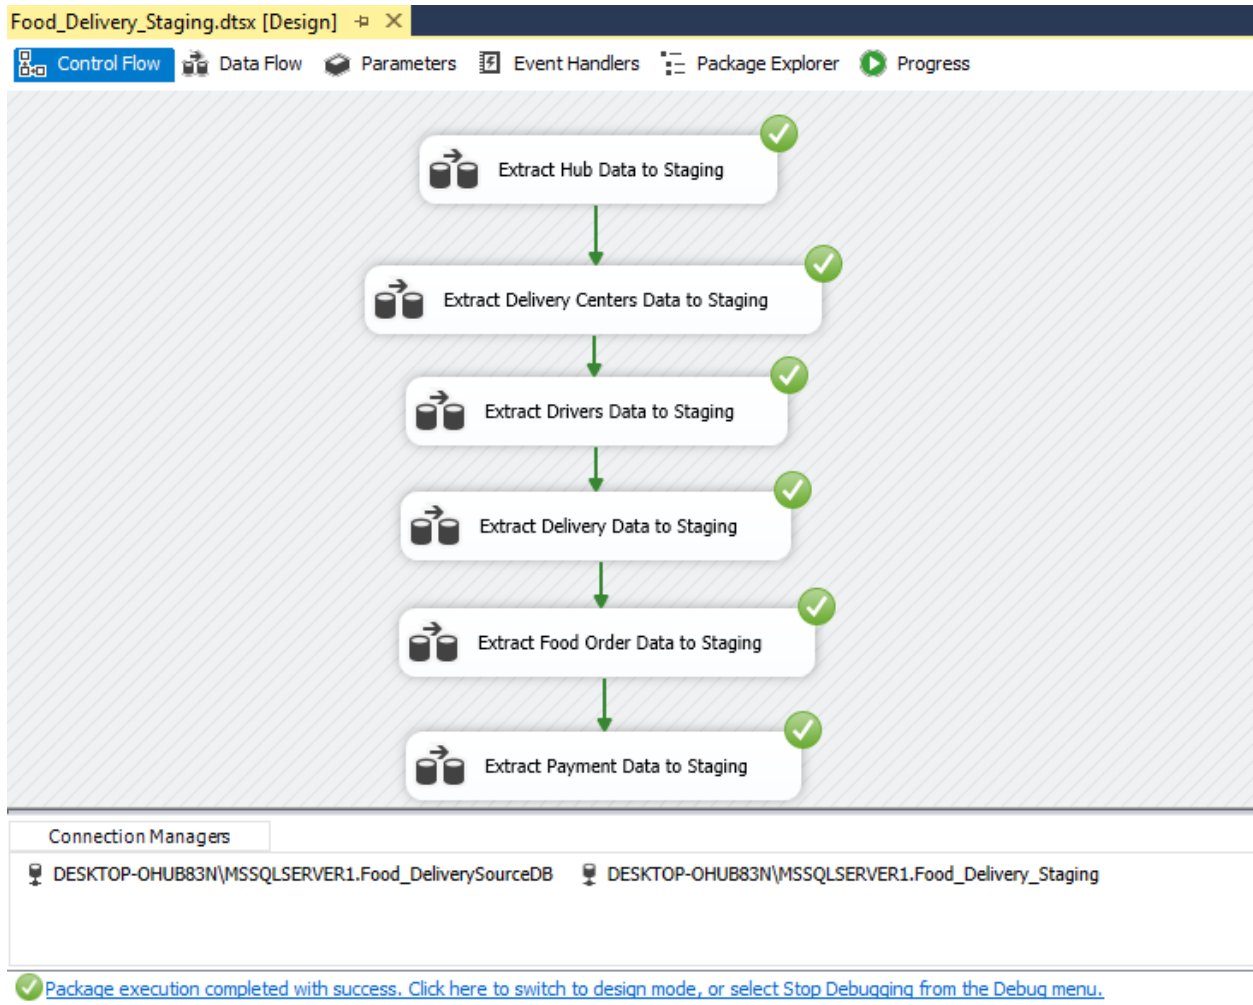 Food_Delivery_Staging.dtsx [Design]
Control Flow Data Flow Parameters Event Handlers Package Explorer Progress
Extract Hub Data to Staging
Extract Delivery Centers Data to Staging
Extract Drivers Data to Staging
Extract Delivery Data to Staging
Extract Food Order Data to Staging
Extract Payment Data to Staging
Connection Managers
DESKTOP-OHUB83N\MSSQLSERVER1.Food_DeliverySourceDB DESKTOP-OHUB83N\MSSQLSERVER1.Food_Delivery_Staging
Package execution completed with success. Click here to switch to design mode, or select Stop Debugging from the Debug menu.